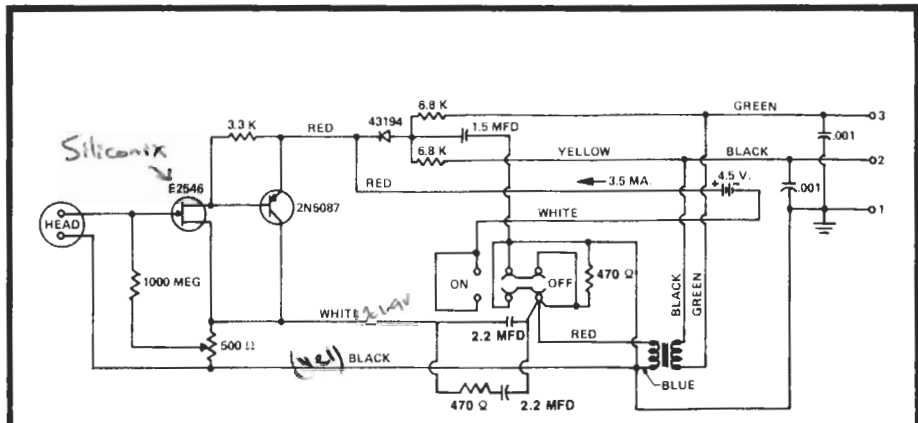 GREEN
6.8 K
3
43194
1.5 MFD
.001
3.3 K
RED
6.8 K
YELLOW
BLACK
2
Siliconix
E2546
RED
3.5 MA.
+ 4.5 V. -
.001
2N5087
WHITE
1
HEAD
1000 MEG
ON
OFF
470 Ω
BLACK
GREEN
WHITE
2.2 MFD
RED
500 Ω
(yel) BLACK
BLUE
470 Ω
2.2 MFD